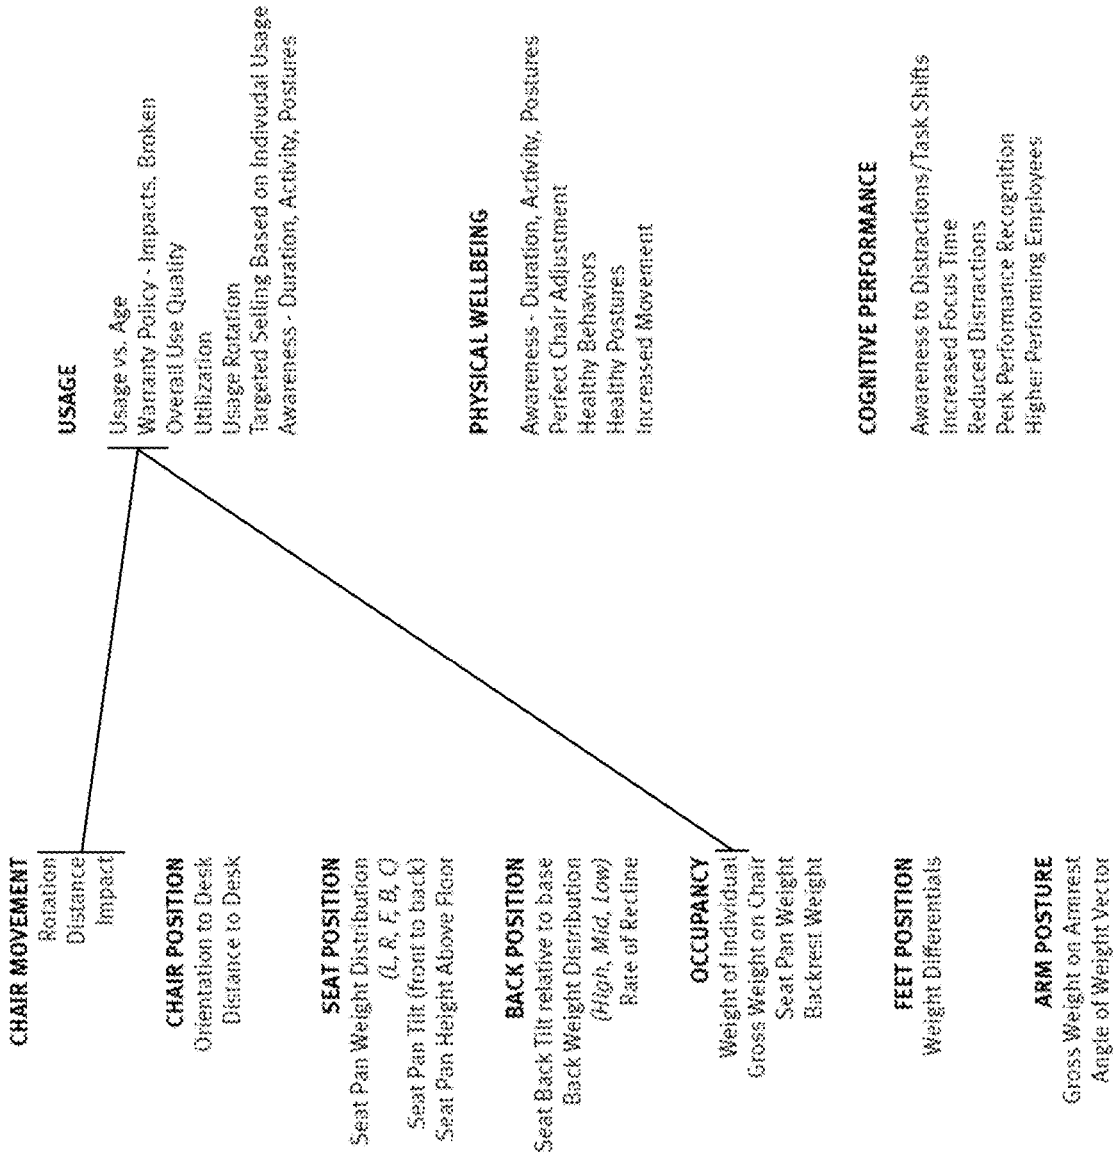 CHAIR MOVEMENT
Rotation
Distance
Impact
CHAIR POSITION
Orientation to Desk
Distance to Desk
SEAT POSITION
Seat Pan Weight Distribution
(L, R, F, B, C)
Seat Pan Tilt (front to back)
Seat Pan Height Above Floor
BACK POSITION
Seat Back Tilt relative to base
Back Weight Distribution
(High, Mid, Low)
Rate of Recline
OCCUPANCY
Weight of Individual
Gross Weight on Chair
Seat Pan Weight
Backrest Weight
FEET POSITION
Weight Differentials
ARM POSTURE
Gross Weight on Armrest
Angle of Weight Vector
USAGE
Usage vs. Age
Warranty Policy - Impacts, Broken
Overall Use Quality
Utilization
Usage Rotation
Targeted Selling Based on Indivudal Usage
Awareness - Duration, Activity, Postures
PHYSICAL WELLBEING
Awareness - Duration, Activity, Postures
Perfect Chair Adjustment
Healthy Behaviors
Healthy Postures
Increased Movement
COGNITIVE PERFORMANCE
Awareness to Distractions/Task Shifts
Increased Focus Time
Reduced Distractions
Perk Performance Recognition
Higher Performing Employees